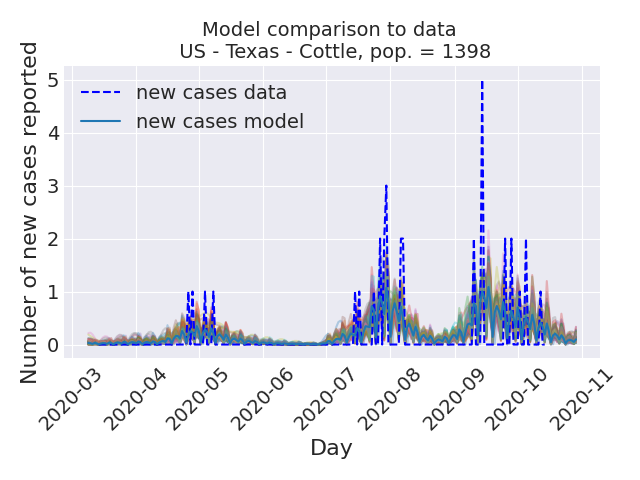 Model comparison to data
US - Texas - Cottle, pop. = 1398
Number of new cases reported
5
4
3
2
1
0
new cases data
new cases model
2020-03
2020-04
2020-05
2020-06
2020-07
2020-08
2020-09
2020-10
2020-11
Day